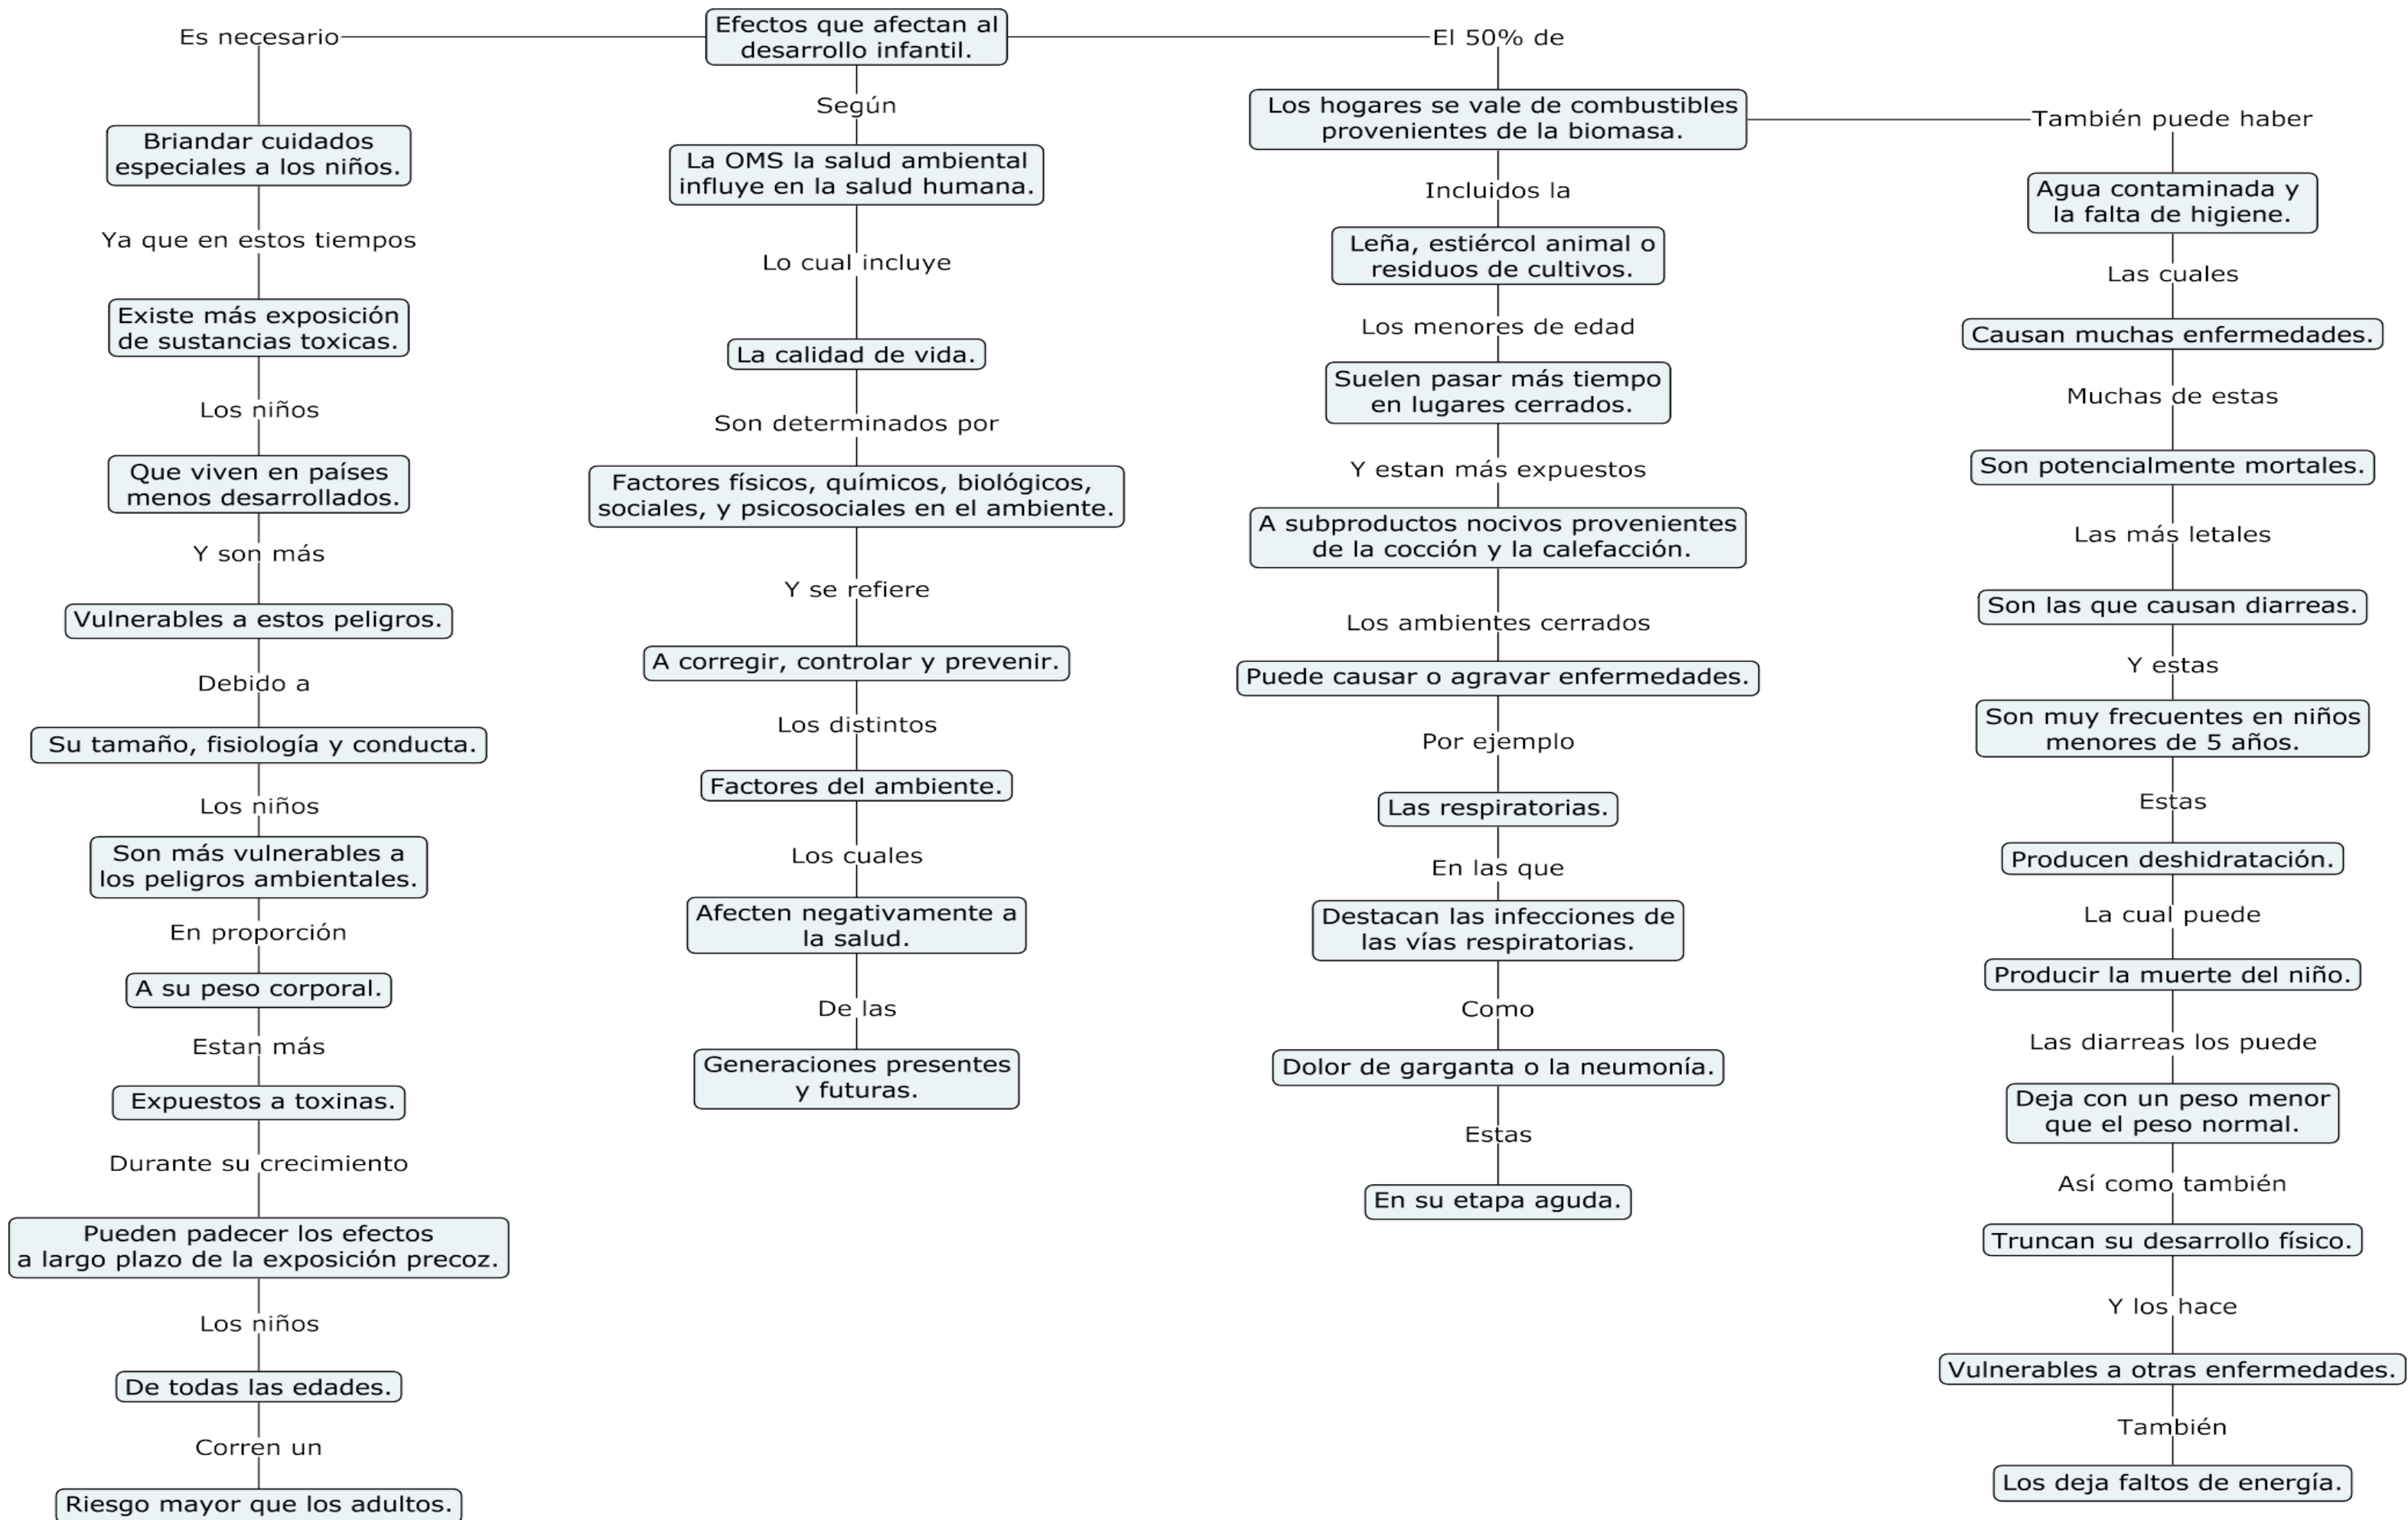 Efectos que afectan al
desarrollo infantil.
Es necesario
Briandar cuidados
especiales a los niños.
Ya que en estos tiempos
Existe más exposición
de sustancias toxicas.
Los niños
Que viven en países
menos desarrollados.
Y son más
Vulnerables a estos peligros.
Debido a
Su tamaño, fisiología y conducta.
Los niños
Son más vulnerables a
los peligros ambientales.
En proporción
A su peso corporal.
Estan más
Expuestos a toxinas.
Durante su crecimiento
Pueden padecer los efectos
a largo plazo de la exposición precoz.
Los niños
De todas las edades.
Corren un
Riesgo mayor que los adultos.
Según
La OMS la salud ambiental
influye en la salud humana.
Lo cual incluye
La calidad de vida.
Son determinados por
Factores físicos, químicos, biológicos,
sociales, y psicosociales en el ambiente.
Y se refiere
A corregir, controlar y prevenir.
Los distintos
Factores del ambiente.
Los cuales
Afecten negativamente a
la salud.
De las
Generaciones presentes
y futuras.
El 50% de
Los hogares se vale de combustibles
provenientes de la biomasa.
Incluidos la
Leña, estiércol animal o
residuos de cultivos.
Los menores de edad
Suelen pasar más tiempo
en lugares cerrados.
Y estan más expuestos
A subproductos nocivos provenientes
de la cocción y la calefacción.
Los ambientes cerrados
Puede causar o agravar enfermedades.
Por ejemplo
Las respiratorias.
En las que
Destacan las infecciones de
las vías respiratorias.
Como
Dolor de garganta o la neumonía.
Estas
En su etapa aguda.
También puede haber
Agua contaminada y
la falta de higiene.
Las cuales
Causan muchas enfermedades.
Muchas de estas
Son potencialmente mortales.
Las más letales
Son las que causan diarreas.
Y estas
Son muy frecuentes en niños
menores de 5 años.
Estas
Producen deshidratación.
La cual puede
Producir la muerte del niño.
Las diarreas los puede
Deja con un peso menor
que el peso normal.
Así como también
Truncan su desarrollo físico.
Y los hace
Vulnerables a otras enfermedades.
También
Los deja faltos de energía.